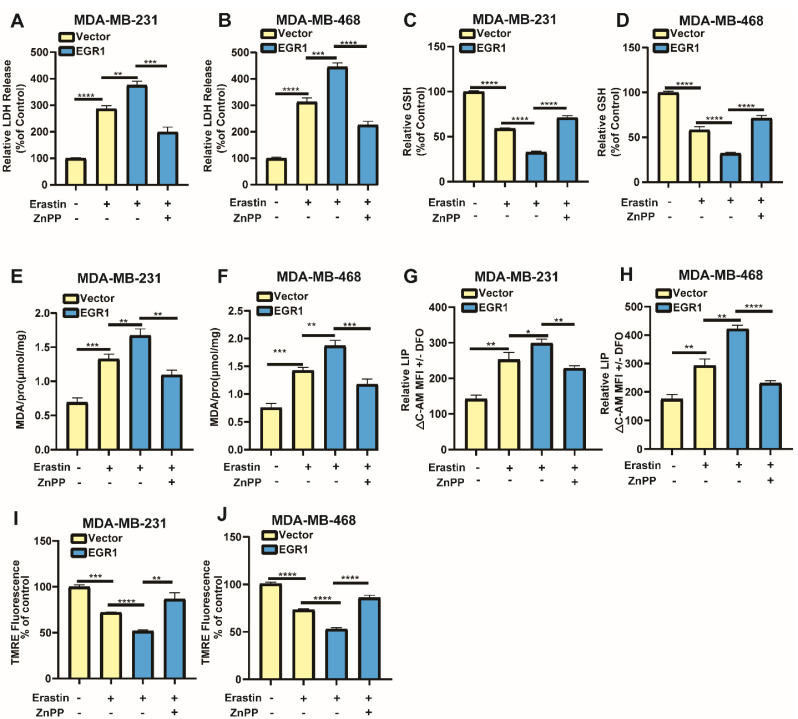 A
MDA-MB-231
Vector
EGR1
Relative LDH Release
(%of Control)
500
400
300
200
100
0
****
**
***
Erastin - + + +
ZnPP - - - +
B
MDA-MB-468
Vector
EGR1
Relative LDH Release
(%of Control)
500
400
300
200
100
0
****
***
****
Erastin - + + +
ZnPP - - - +
C
MDA-MB-231
Vector
EGR1
Relative GSH
(%of Control)
100
50
0
****
****
****
Erastin - + + +
ZnPP - - - +
D
MDA-MB-468
Vector
EGR1
Relative GSH
(%of Control)
100
50
0
****
****
****
Erastin - + + +
ZnPP - - - +
E
MDA-MB-231
Vector
EGR1
MDA/pro(μmol/mg)
2.0
1.5
1.0
0.5
0.0
***
**
**
Erastin - + + +
ZnPP - - - +
F
MDA-MB-468
Vector
EGR1
MDA/pro(μmol/mg)
2.5
2.0
1.5
1.0
0.5
0.0
***
**
***
Erastin - + + +
ZnPP - - - +
G
MDA-MB-231
Vector
EGR1
Relative LIP
△C-AM MFI +/- DFO
400
300
200
100
0
**
*
**
Erastin - + + +
ZnPP - - - +
H
MDA-MB-468
Vector
EGR1
Relative LIP
△C-AM MFI +/- DFO
500
400
300
200
100
0
**
**
****
Erastin - + + +
ZnPP - - - +
I
MDA-MB-231
Vector
EGR1
TMRE Fluorescence
% of control
150
100
50
0
***
****
**
Erastin - + + +
ZnPP - - - +
J
MDA-MB-468
Vector
EGR1
TMRE Fluorescence
% of control
150
100
50
0
****
****
****
Erastin - + + +
ZnPP - - - +